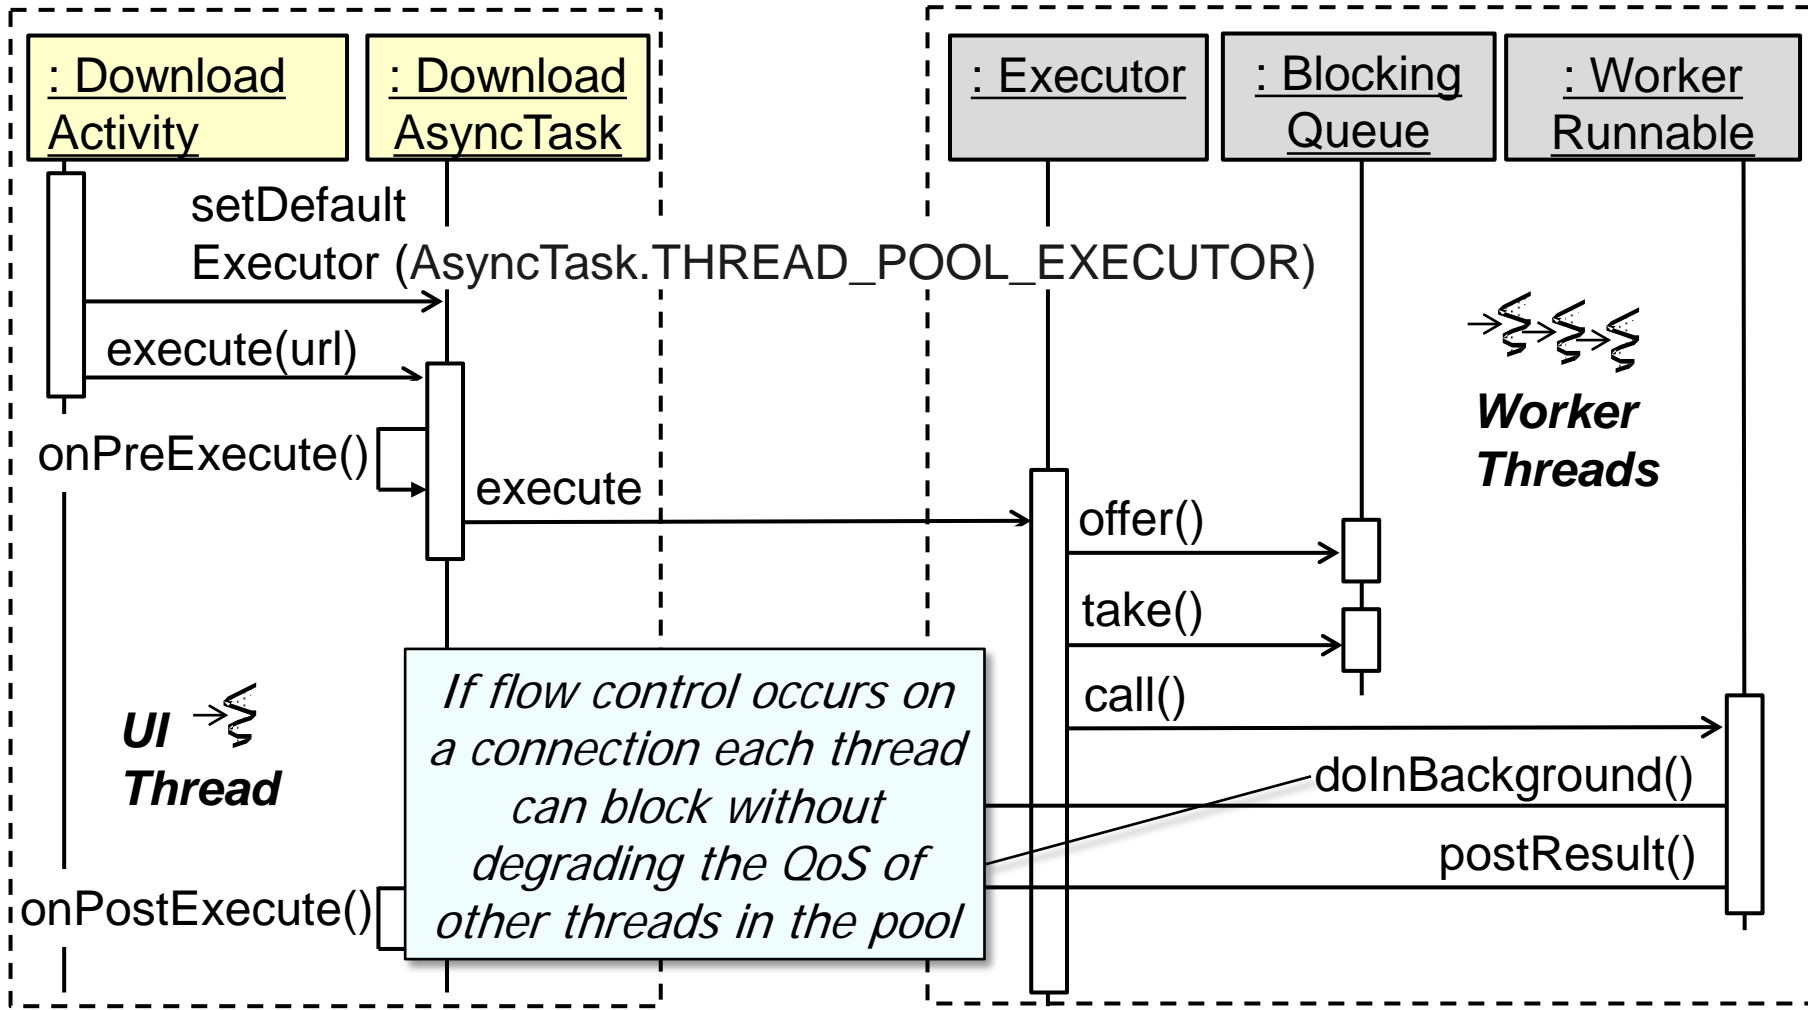 : Download
Activity
: Download
AsyncTask
: Executor
: Blocking
Queue
: Worker
Runnable
setDefault
Executor (AsyncTask.THREAD_POOL_EXECUTOR)
execute(url)
onPreExecute()
execute
offer()
take()
call()
Worker
Threads
UI
Thread
If flow control occurs on
a connection each thread
can block without
degrading the QoS of
other threads in the pool
doInBackground()
postResult()
onPostExecute()